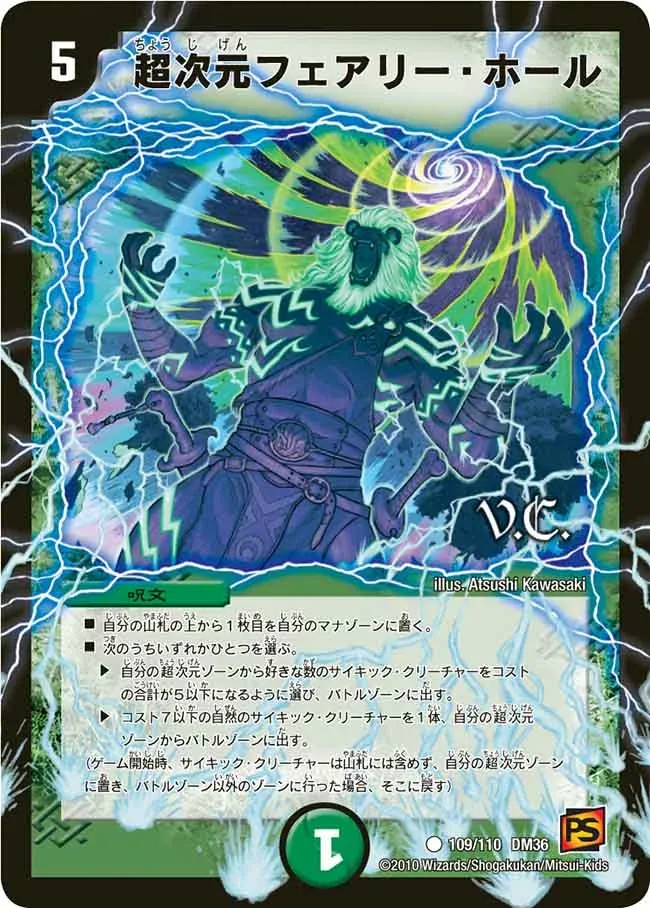 5
超次元フェアリー・ホール
ちょう じ げん
V.C.
illus. Atsushi Kawasaki
呪文
■ 自分の山札の上から1枚目を自分のマナゾーンに置く。
■ 次のうちいずれかひとつを選ぶ。
▶ 自分の超次元ゾーンから好きな数のサイキック・クリーチャーをコスト
の合計が5以下になるように選び、バトルゾーンに出す。
▶ コスト7以下の自然のサイキック・クリーチャーを1体、自分の超次元
ゾーンからバトルゾーンに出す。
(ゲーム開始時、サイキック・クリーチャーは山札には含めず、自分の超次元ゾーン
に置き、バトルゾーン以外のゾーンに行った場合、そこに戻す)
1
109/110 DM36
PS
©2010 Wizards/Shogakukan/Mitsui-Kids